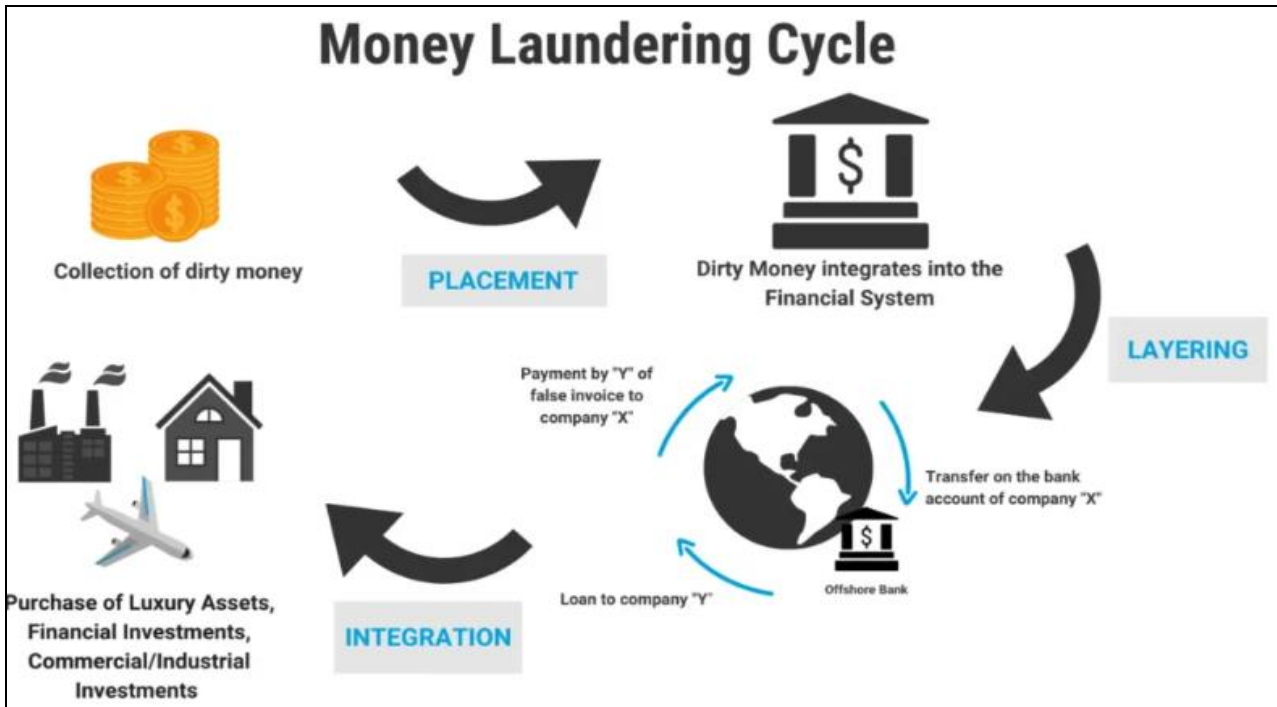 Money Laundering Cycle
Collection of dirty money
PLACEMENT
$
Dirty Money integrates into the
Financial System
LAYERING
Payment by "Y" of
false invoice to
company "X"
Transfer on the bank
account of company "X"
$
Offshore Bank
Loan to company "Y"
INTEGRATION
Purchase of Luxury Assets,
Financial Investments,
Commercial/Industrial
Investments